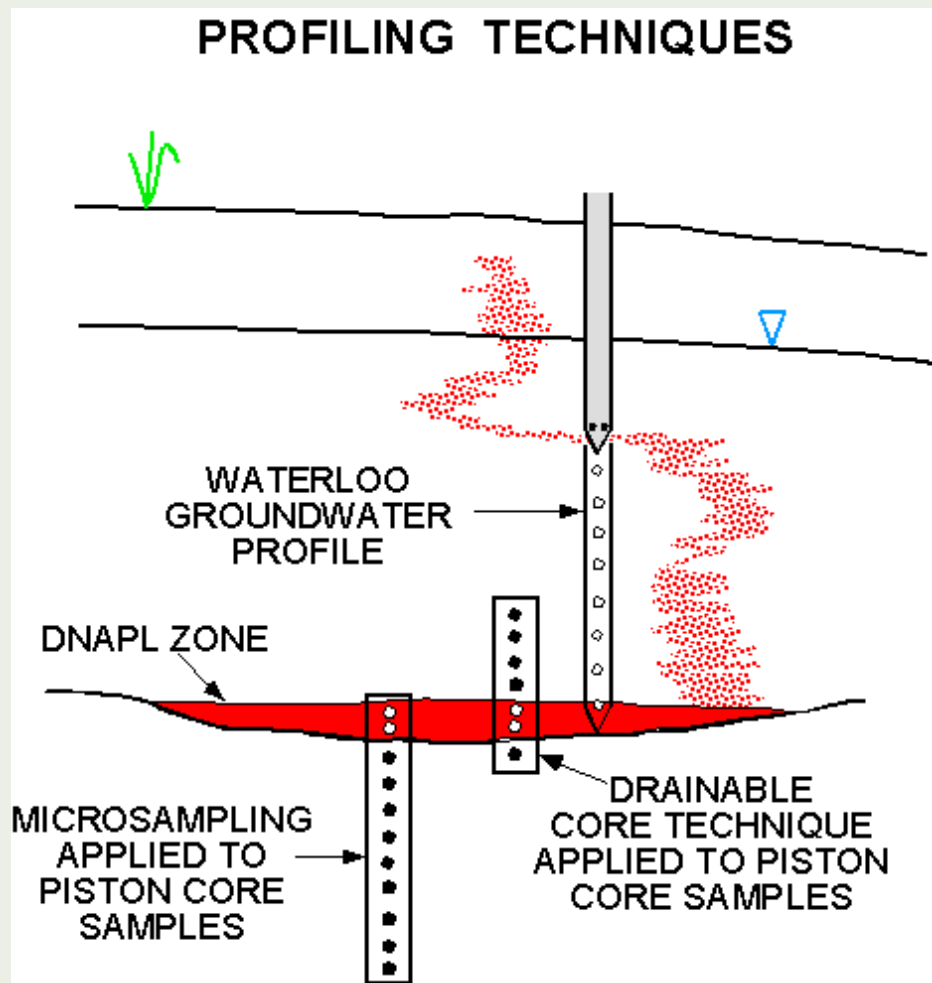 PROFILING TECHNIQUES
WATERLOO
GROUNDWATER
PROFILE
DNAPL ZONE
MICROSAMPLING
APPLIED TO
PISTON CORE
SAMPLES
DRAINABLE
CORE TECHNIQUE
APPLIED TO PISTON
CORE SAMPLES